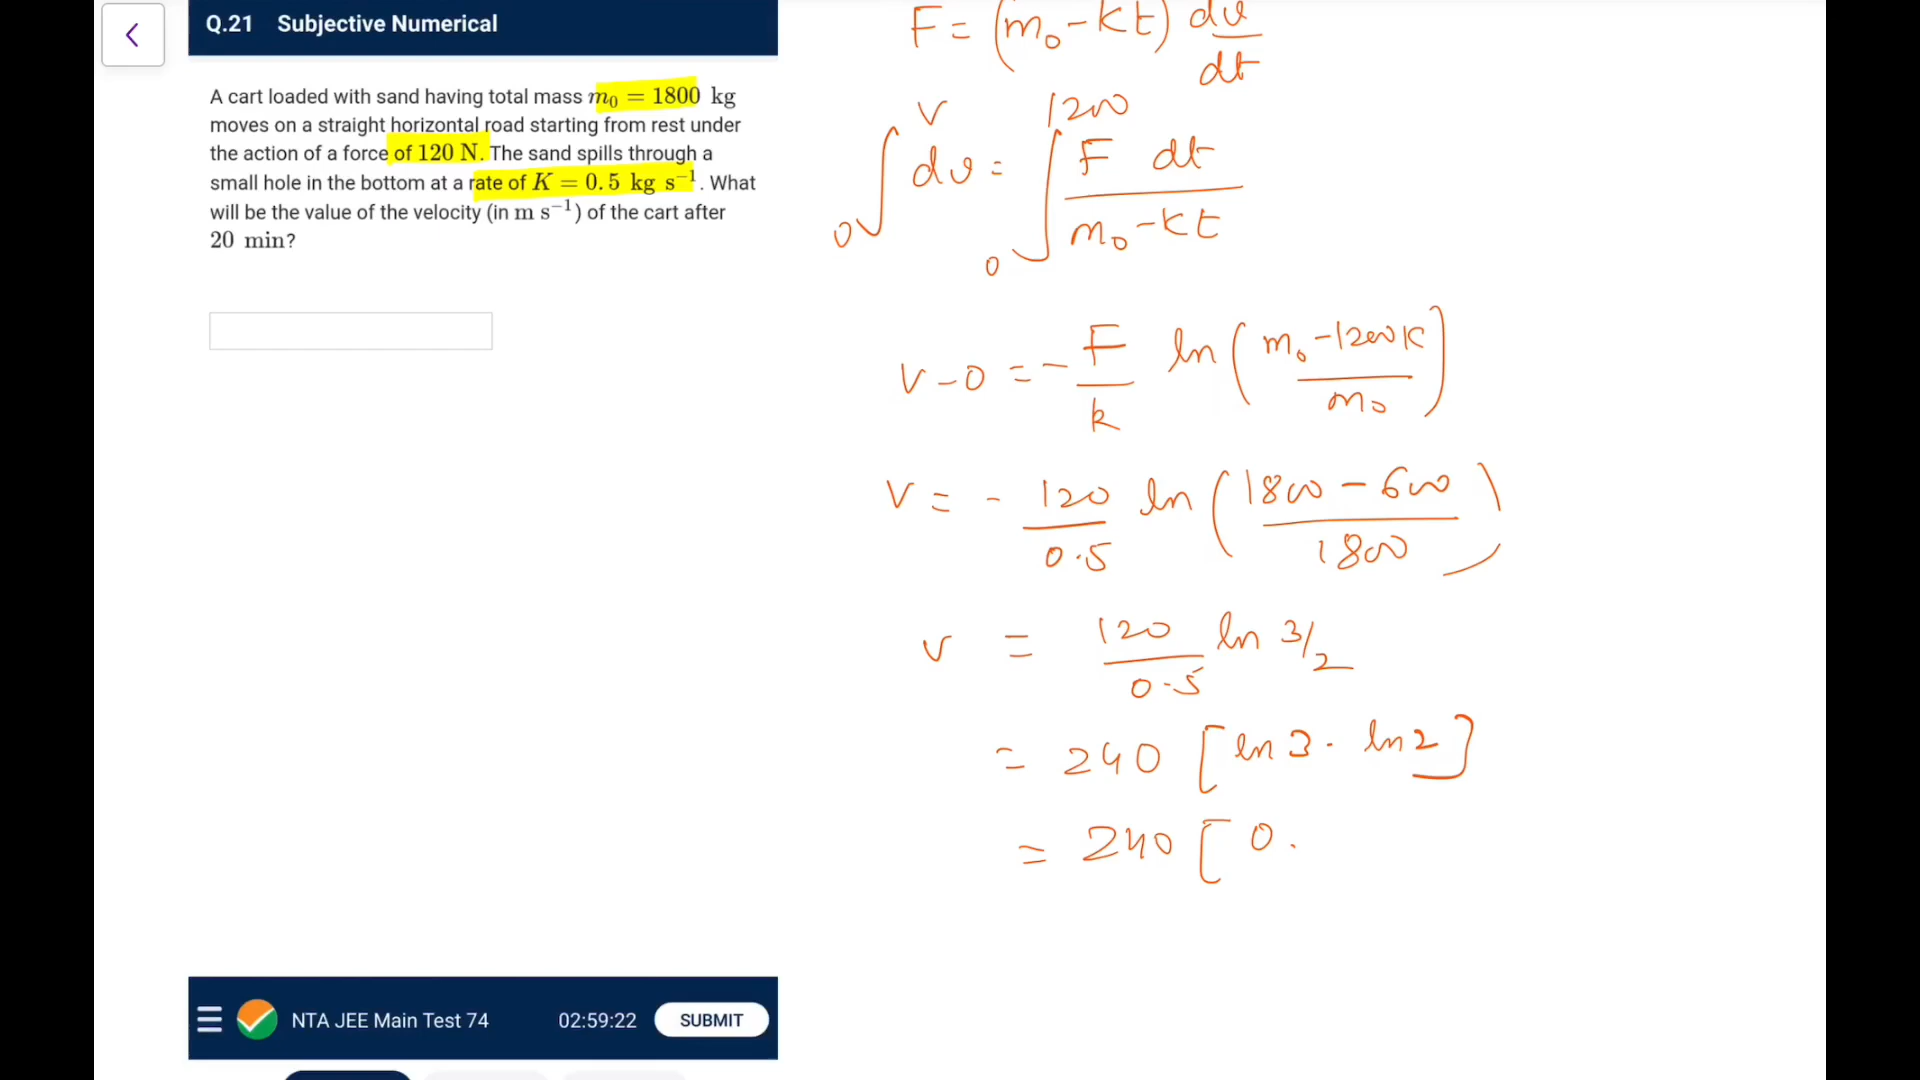 Q.21 Subjective Numerical
A cart loaded with sand having total mass m₀ = 1800 kg
moves on a straight horizontal road starting from rest under
the action of a force of 120 N. The sand spills through a
small hole in the bottom at a rate of K = 0.5 kg s⁻¹. What
will be the value of the velocity (in m s⁻¹) of the cart after
20 min?
F = (m₀ - kt) dv/dt
∫₀^v dv = ∫₀^1200 F dt / (m₀ - kt)
v - 0 = - F/k ln ( (m₀ - 1200k) / m₀ )
v = - 120/0.5 ln ( (1800 - 600) / 1800 )
v = 120/0.5 ln 3/2
= 240 [ ln 3 - ln 2 ]
= 240 [ 0.
NTA JEE Main Test 74 02:59:22 SUBMIT